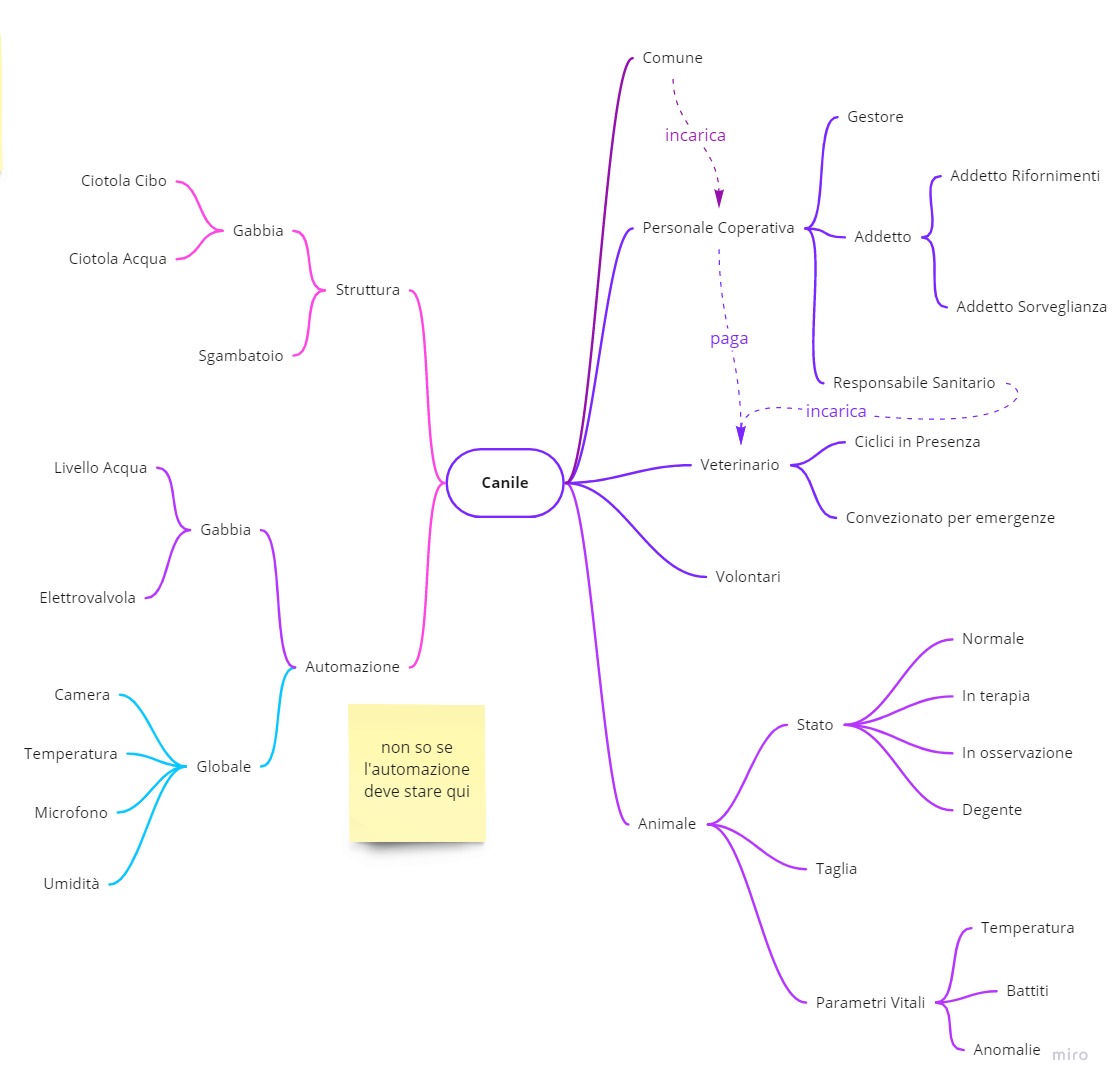 Comune
incarica
Gestore
Addetto Rifornimenti
Ciotola Cibo
Gabbia
Personale Coperativa
Addetto
Ciotola Acqua
Struttura
Addetto Sorveglianza
paga
Sgambatoio
Responsabile Sanitario
incarica
Ciclici in Presenza
Livello Acqua
Veterinario
Canile
Convezionato per emergenze
Gabbia
Volontari
Elettrovalvola
Normale
Automazione
Camera
In terapia
Stato
non so se
l'automazione
deve stare qui
Temperatura
In osservazione
Globale
Microfono
Degente
Animale
Taglia
Umidità
Temperatura
Battiti
Parametri Vitali
Anomalie
miro